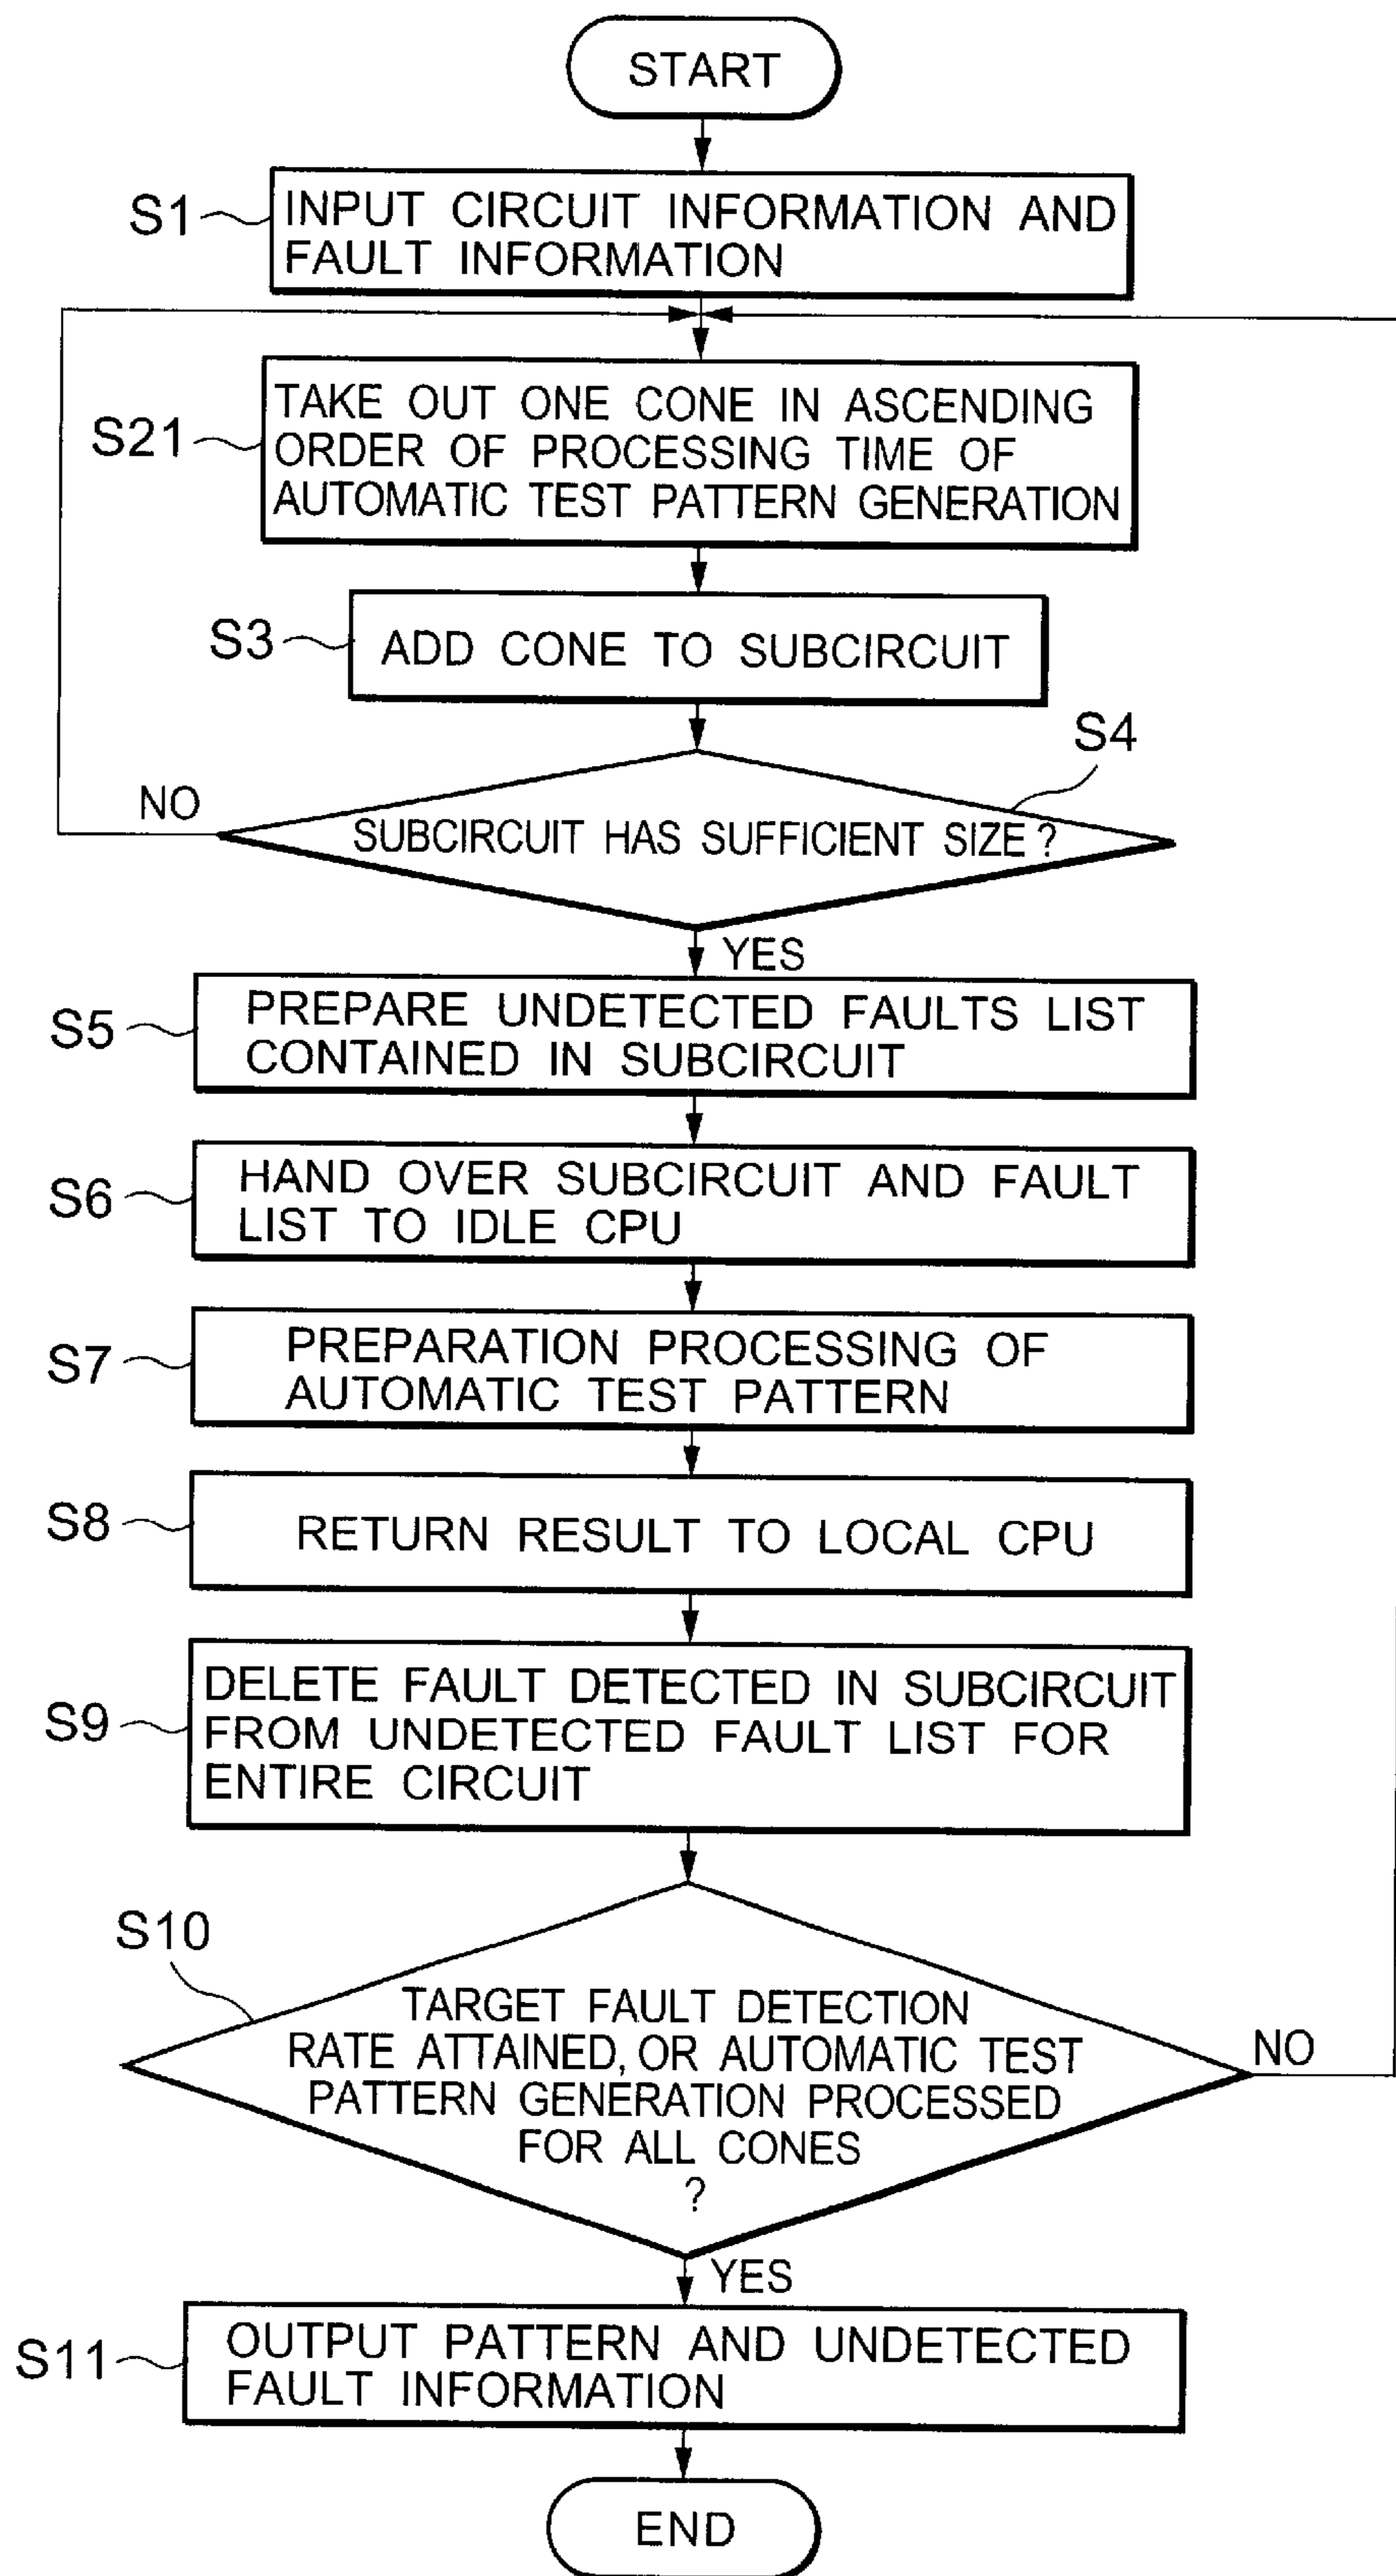 START
S1
INPUT CIRCUIT INFORMATION AND
FAULT INFORMATION
S21
TAKE OUT ONE CONE IN ASCENDING
ORDER OF PROCESSING TIME OF
AUTOMATIC TEST PATTERN GENERATION
S3
ADD CONE TO SUBCIRCUIT
S4
NO
SUBCIRCUIT HAS SUFFICIENT SIZE ?
YES
S5
PREPARE UNDETECTED FAULTS LIST
CONTAINED IN SUBCIRCUIT
S6
HAND OVER SUBCIRCUIT AND FAULT
LIST TO IDLE CPU
S7
PREPARATION PROCESSING OF
AUTOMATIC TEST PATTERN
S8
RETURN RESULT TO LOCAL CPU
S9
DELETE FAULT DETECTED IN SUBCIRCUIT
FROM UNDETECTED FAULT LIST FOR
ENTIRE CIRCUIT
S10
TARGET FAULT DETECTION
RATE ATTAINED, OR AUTOMATIC TEST
PATTERN GENERATION PROCESSED
FOR ALL CONES
?
NO
YES
S11
OUTPUT PATTERN AND UNDETECTED
FAULT INFORMATION
END